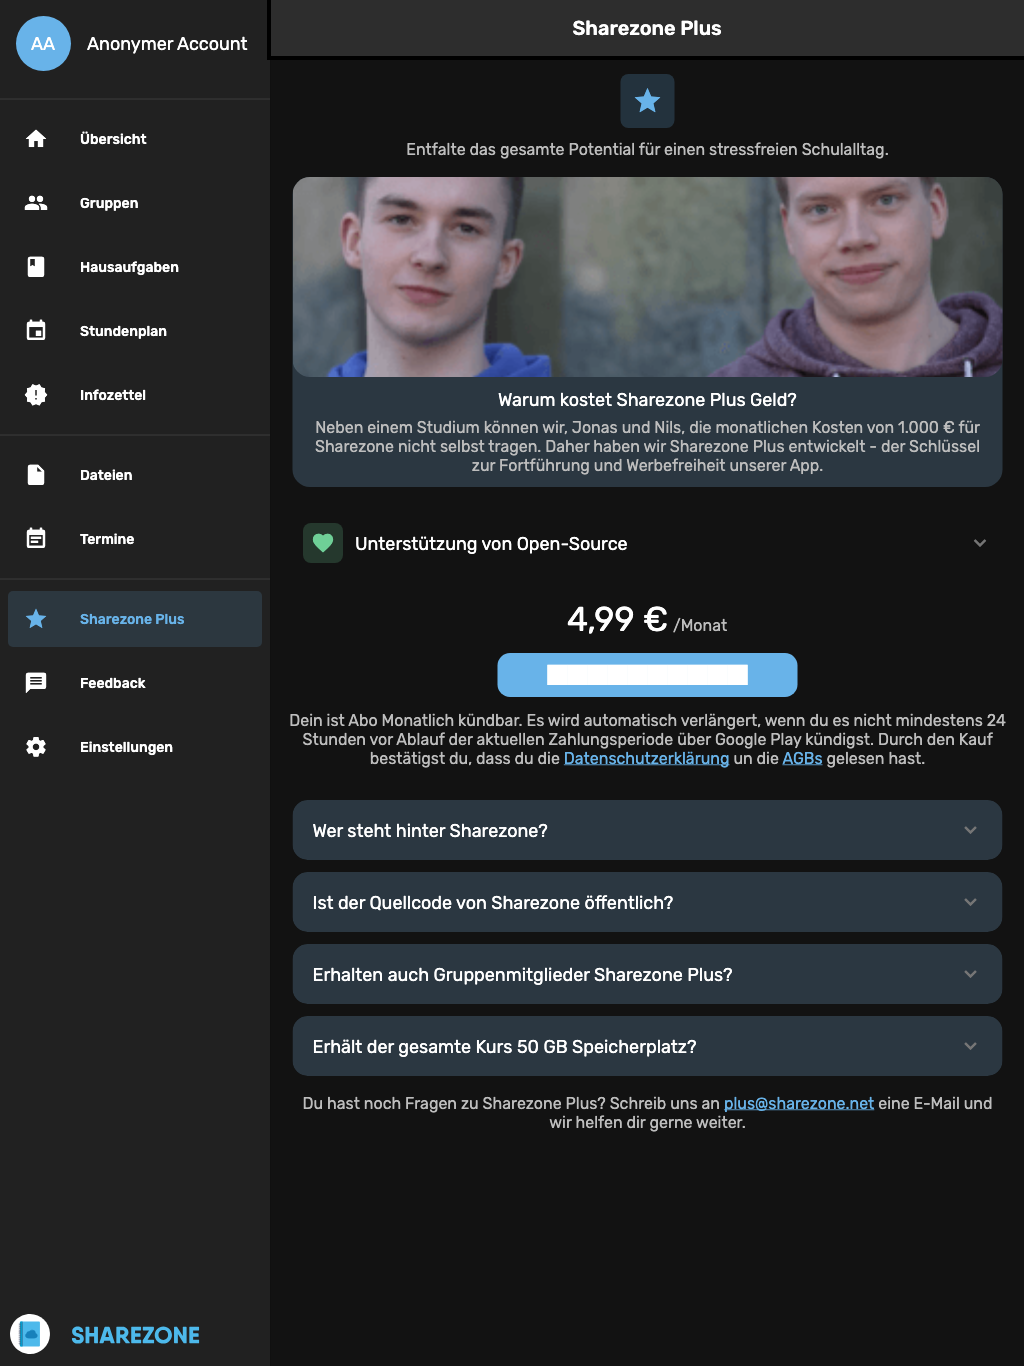 AA
Anonymer Account
Übersicht
Gruppen
Hausaufgaben
Stundenplan
Infozettel
Dateien
Termine
Sharezone Plus
Feedback
Einstellungen
SHAREZONE
Sharezone Plus
Entfalte das gesamte Potential für einen stressfreien Schulalltag.
Warum kostet Sharezone Plus Geld?
Neben einem Studium können wir, Jonas und Nils, die monatlichen Kosten von 1.000 € für
Sharezone nicht selbst tragen. Daher haben wir Sharezone Plus entwickelt - der Schlüssel
zur Fortführung und Werbefreiheit unserer App.
Unterstützung von Open-Source
4,99 € /Monat
Dein ist Abo Monatlich kündbar. Es wird automatisch verlängert, wenn du es nicht mindestens 24
Stunden vor Ablauf der aktuellen Zahlungsperiode über Google Play kündigst. Durch den Kauf
bestätigst du, dass du die Datenschutzerklärung un die AGBs gelesen hast.
Wer steht hinter Sharezone?
Ist der Quellcode von Sharezone öffentlich?
Erhalten auch Gruppenmitglieder Sharezone Plus?
Erhält der gesamte Kurs 50 GB Speicherplatz?
Du hast noch Fragen zu Sharezone Plus? Schreib uns an plus@sharezone.net eine E-Mail und
wir helfen dir gerne weiter.